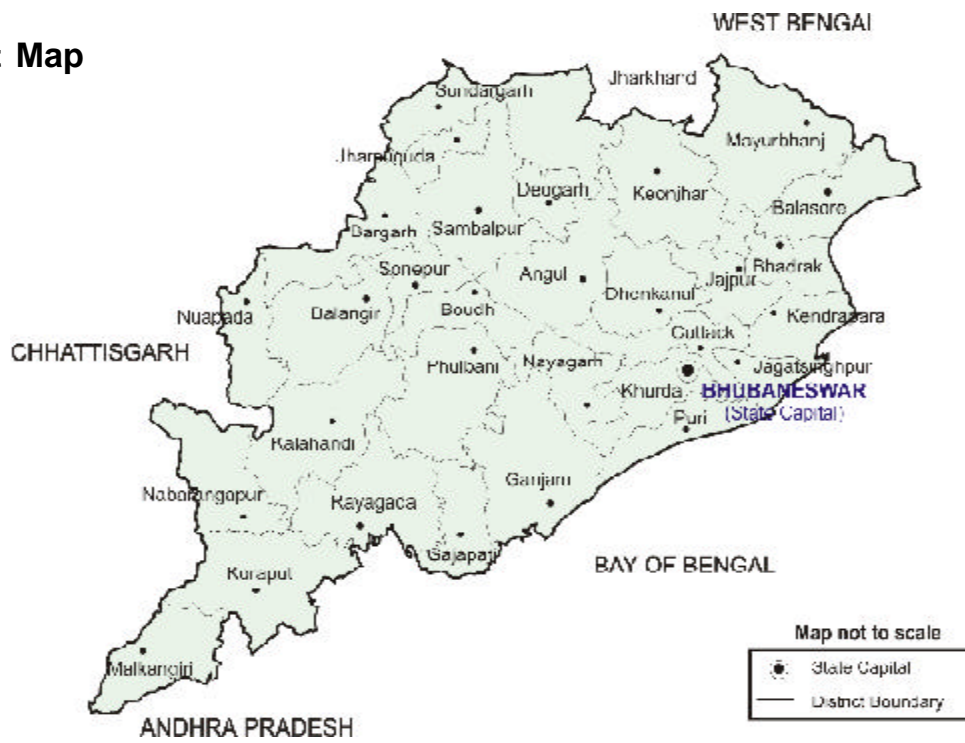 Map
WEST BENGAL
Jharkhand
Sundargarh
Mayurbhanj
Jharsuguda
Deogarh
Keonjhar
Balasore
Bargarh
Sambalpur
Sonepur
Angul
Jajpur
Bhadrak
Dhenkanal
Nuapada
Balangir
Boudh
Kendrapara
Cuttack
CHHATTISGARH
Phulbani
Nayagarh
Jagatsinghpur
Khurda
BHUBANESWAR
(State Capital)
Puri
Kalahandi
Ganjam
Nabarangapur
Rayagada
Gajapati
BAY OF BENGAL
Koraput
Map not to scale
Malkangiri
State Capital
District Boundary
ANDHRA PRADESH